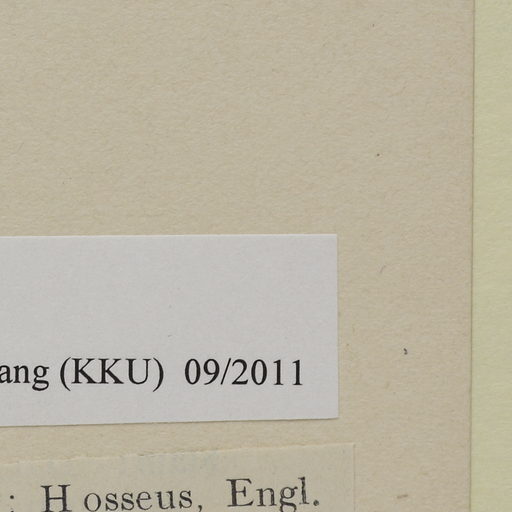 ang (KKU) 09/2011
: Hosseus, Engl.